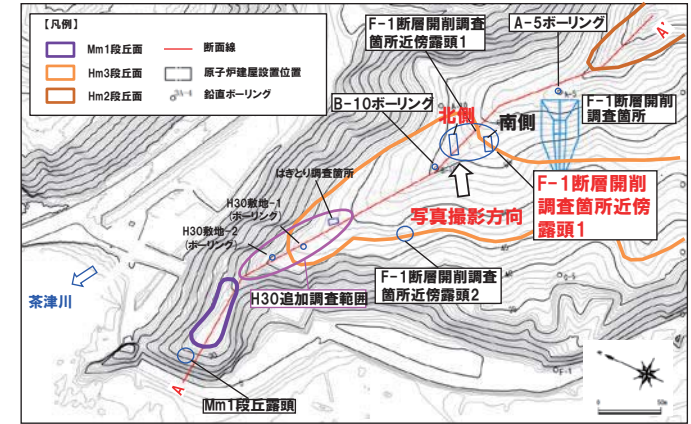 【凡例】
Mm1段丘面
断面線
Hm3段丘面
原子炉建屋設置位置
Hm2段丘面
鉛直ボーリング
F-1断層開削調査
箇所近傍露頭1
A-5ボーリング
A'
A-5
B-10ボーリング
北側
南側
F-1断層開削
調査箇所
はぎとり調査箇所
F-1断層開削
調査箇所近傍
露頭1
写真撮影方向
H30敷地-1
(ボーリング)
H30敷地-2
(ボーリング)
F-1断層開削調査
箇所近傍露頭2
H30追加調査範囲
茶津川
A
Mm1段丘露頭
0
50m